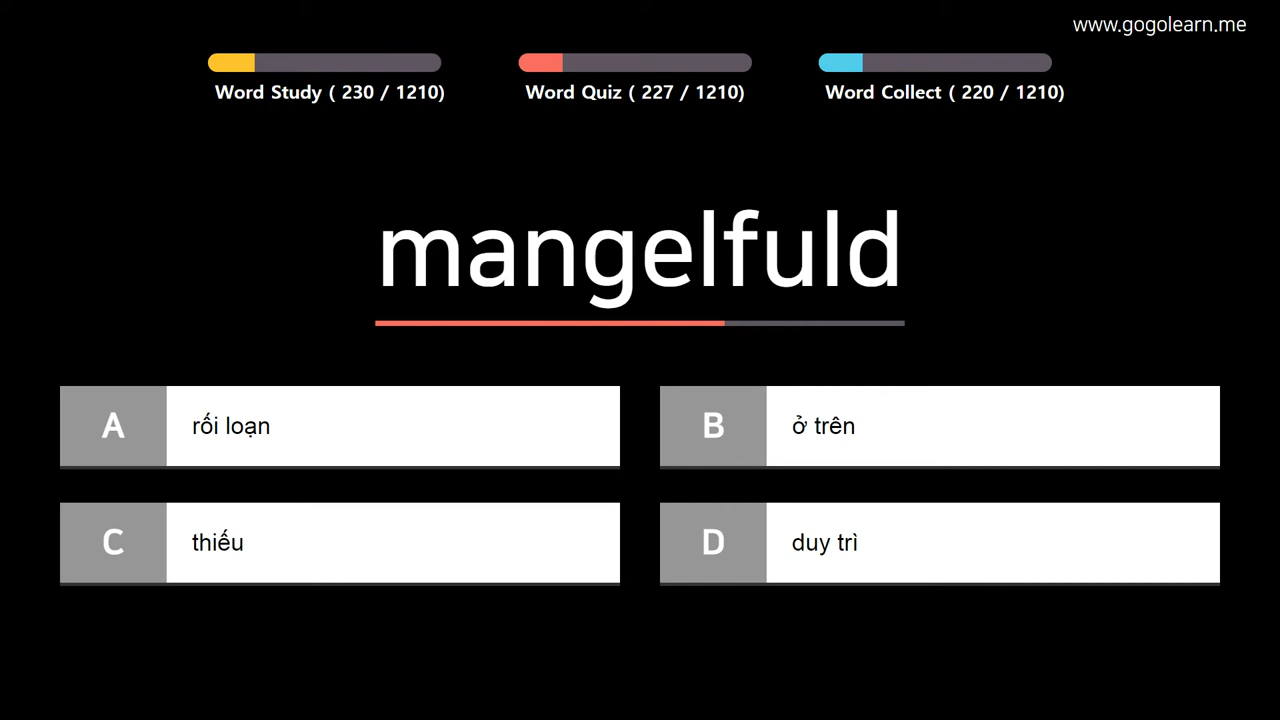 www.gogolearn.me
Word Study ( 230 / 1210)
Word Quiz ( 227 / 1210)
Word Collect ( 220 / 1210)
mangelfuld
A rối loạn
B ở trên
C thiếu
D duy trì